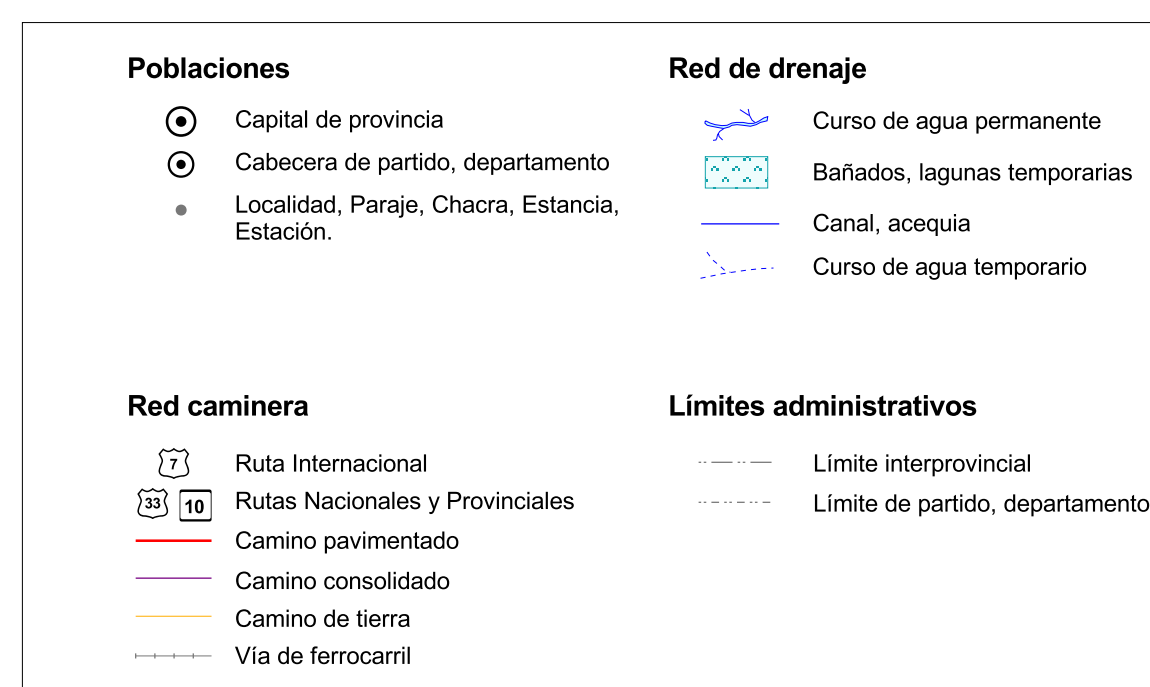 Poblaciones
Capital de provincia
Cabecera de partido, departamento
Localidad, Paraje, Chacra, Estancia,
Estación.
Red de drenaje
Curso de agua permanente
Bañados, lagunas temporarias
Canal, acequia
Curso de agua temporario
Red caminera
7 Ruta Internacional
33 10 Rutas Nacionales y Provinciales
Camino pavimentado
Camino consolidado
Camino de tierra
Vía de ferrocarril
Límites administrativos
Límite interprovincial
Límite de partido, departamento